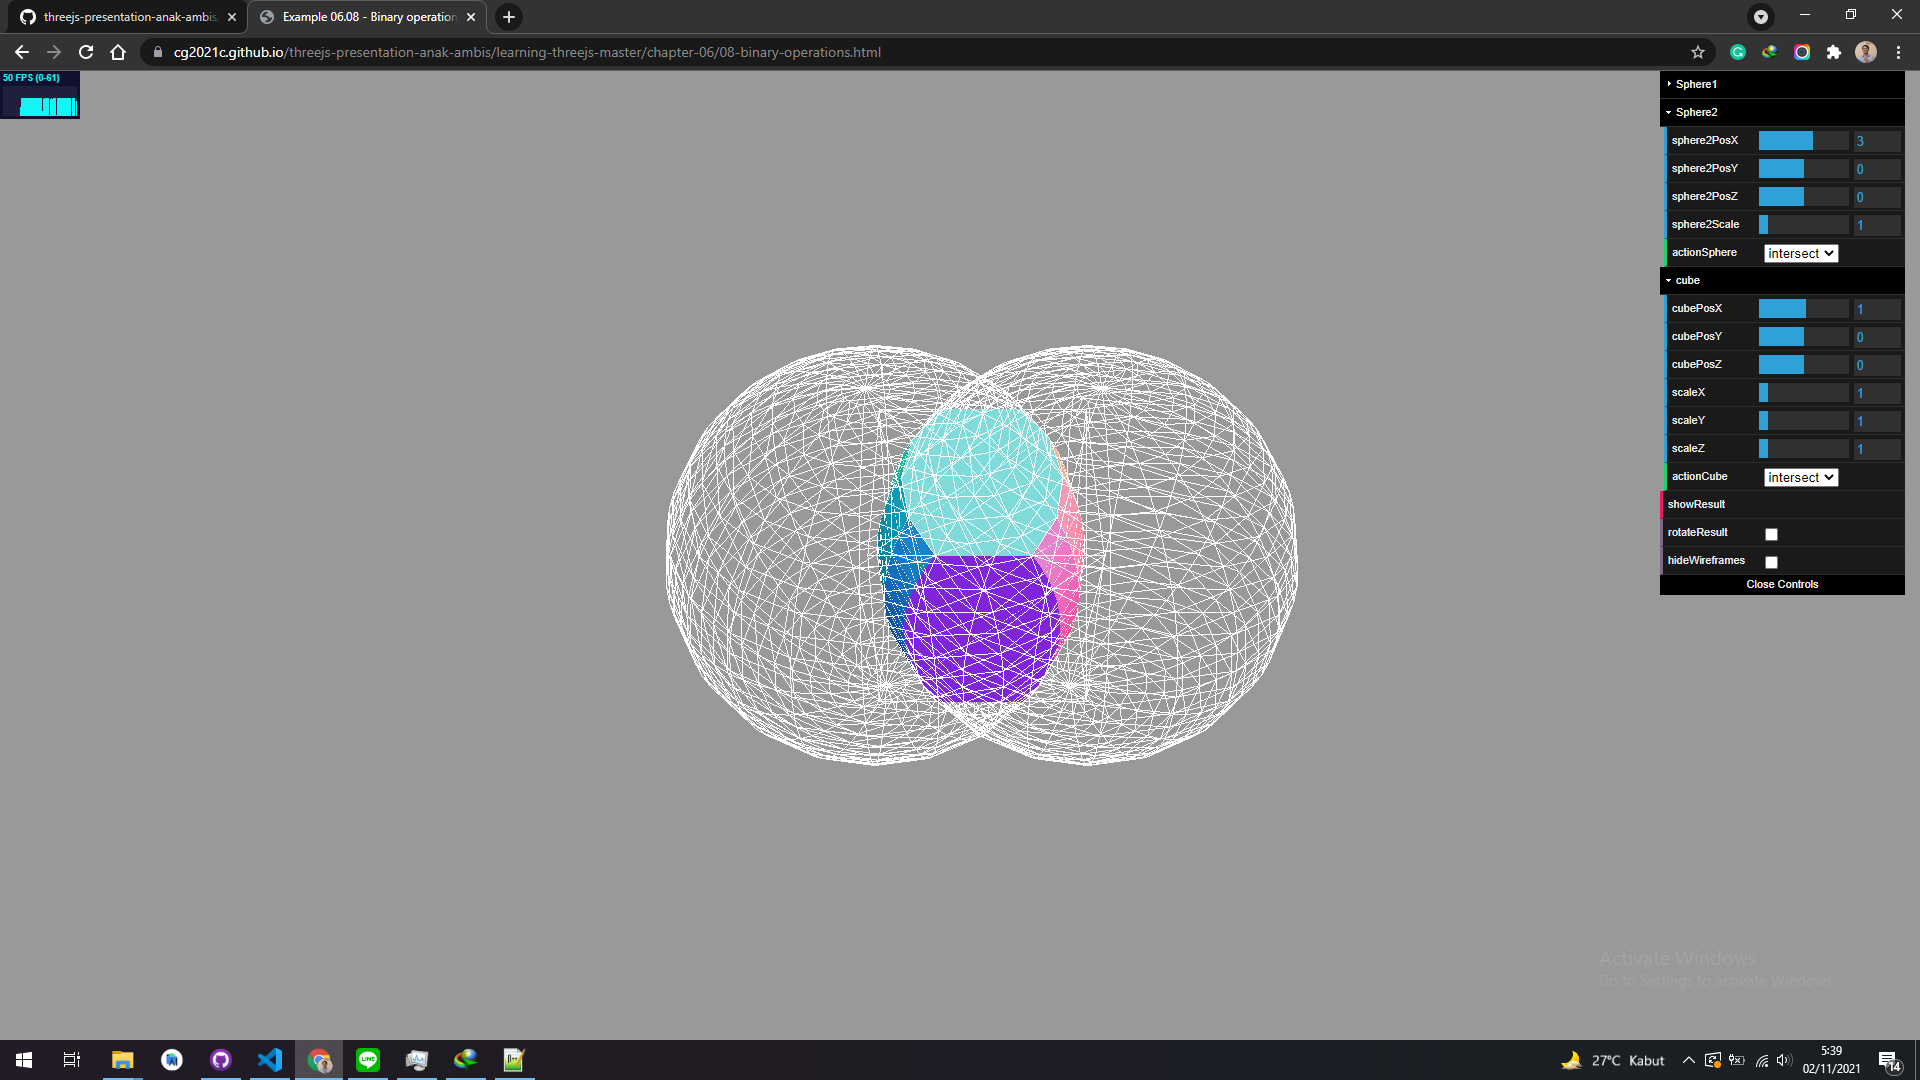 threejs-presentation-anak-ambis
Example 06.08 - Binary operation
cg2021c.github.io/threejs-presentation-anak-ambis/learning-threejs-master/chapter-06/08-binary-operations.html
50 FPS (0-61)
Sphere1
Sphere2
sphere2PosX 3
sphere2PosY 0
sphere2PosZ 0
sphere2Scale 1
actionSphere intersect
cube
cubePosX 1
cubePosY 0
cubePosZ 0
scaleX 1
scaleY 1
scaleZ 1
actionCube intersect
showResult
rotateResult
hideWireframes
Close Controls
Activate Windows
Go to Settings to activate Windows.
27°C Kabut
5:39
02/11/2021
14